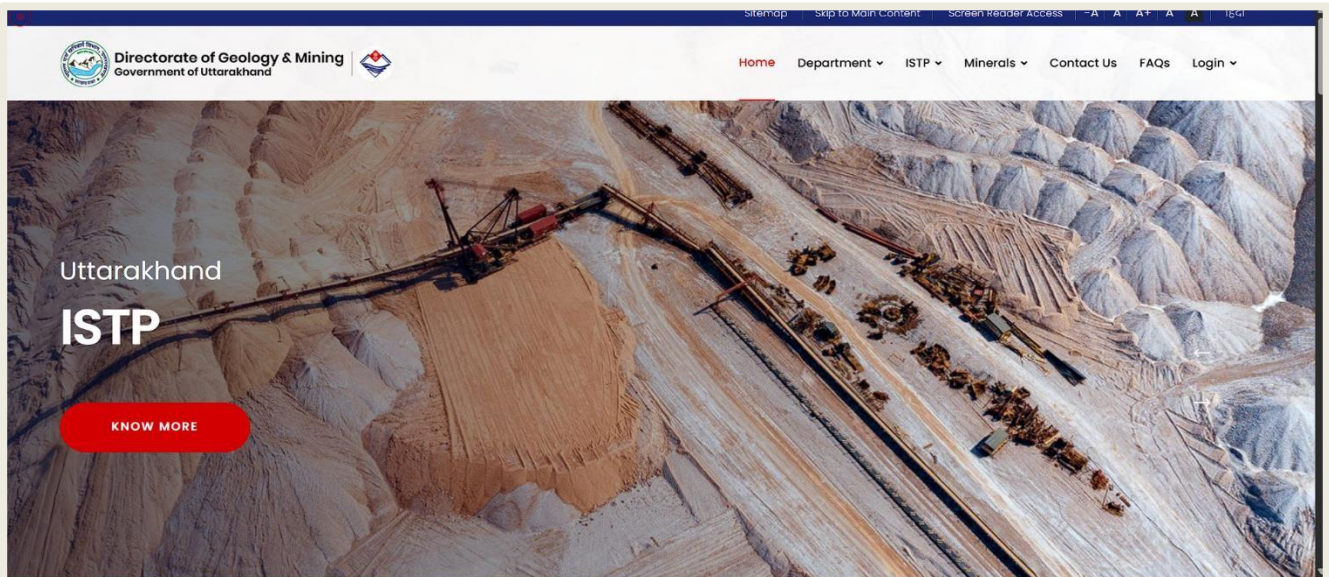 Sitemap Skip to Main Content Screen Reader Access -A A A+ A A हिन्दी
Directorate of Geology & Mining
Government of Uttarakhand
Home Department ISTP Minerals Contact Us FAQs Login
Uttarakhand
ISTP
KNOW MORE